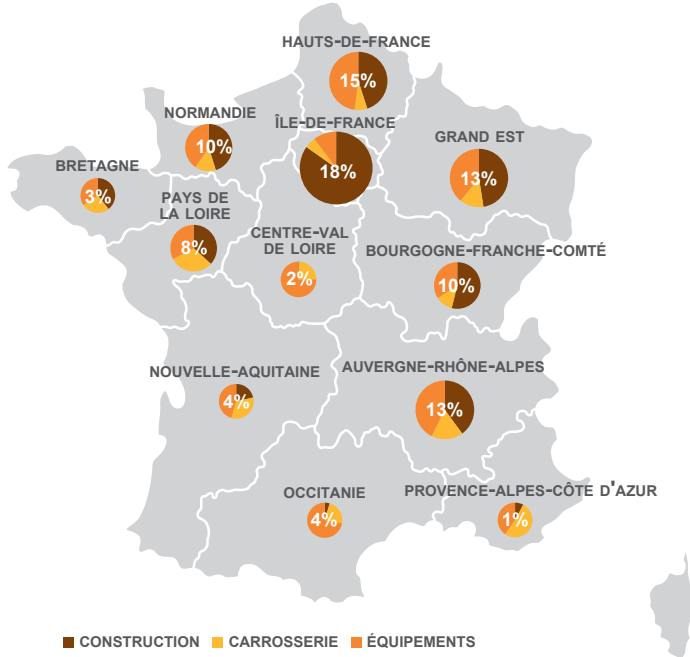 HAUTS-DE-FRANCE
15%
NORMANDIE
10%
ÎLE-DE-FRANCE
18%
GRAND EST
13%
BRETAGNE
3%
PAYS DE
LA LOIRE
8%
CENTRE-VAL
DE LOIRE
2%
BOURGOGNE-FRANCHE-COMTÉ
10%
NOUVELLE-AQUITAINE
4%
AUVERGNE-RHÔNE-ALPES
13%
OCCITANIE
4%
PROVENCE-ALPES-CÔTE D'AZUR
1%
CONSTRUCTION CARROSSERIE ÉQUIPEMENTS